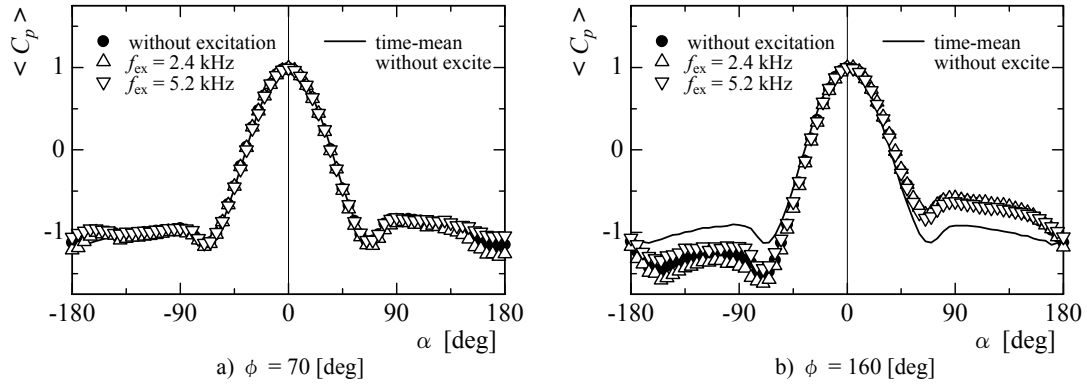 < C_p >
● without excitation
△ f_ex = 2.4 kHz
▽ f_ex = 5.2 kHz
— time-mean
without excite
1
0
-1
-180 -90 0 90 180
α [deg]
a) φ = 70 [deg]
< C_p >
● without excitation
△ f_ex = 2.4 kHz
▽ f_ex = 5.2 kHz
— time-mean
without excite
1
0
-1
-180 -90 0 90 180
α [deg]
b) φ = 160 [deg]